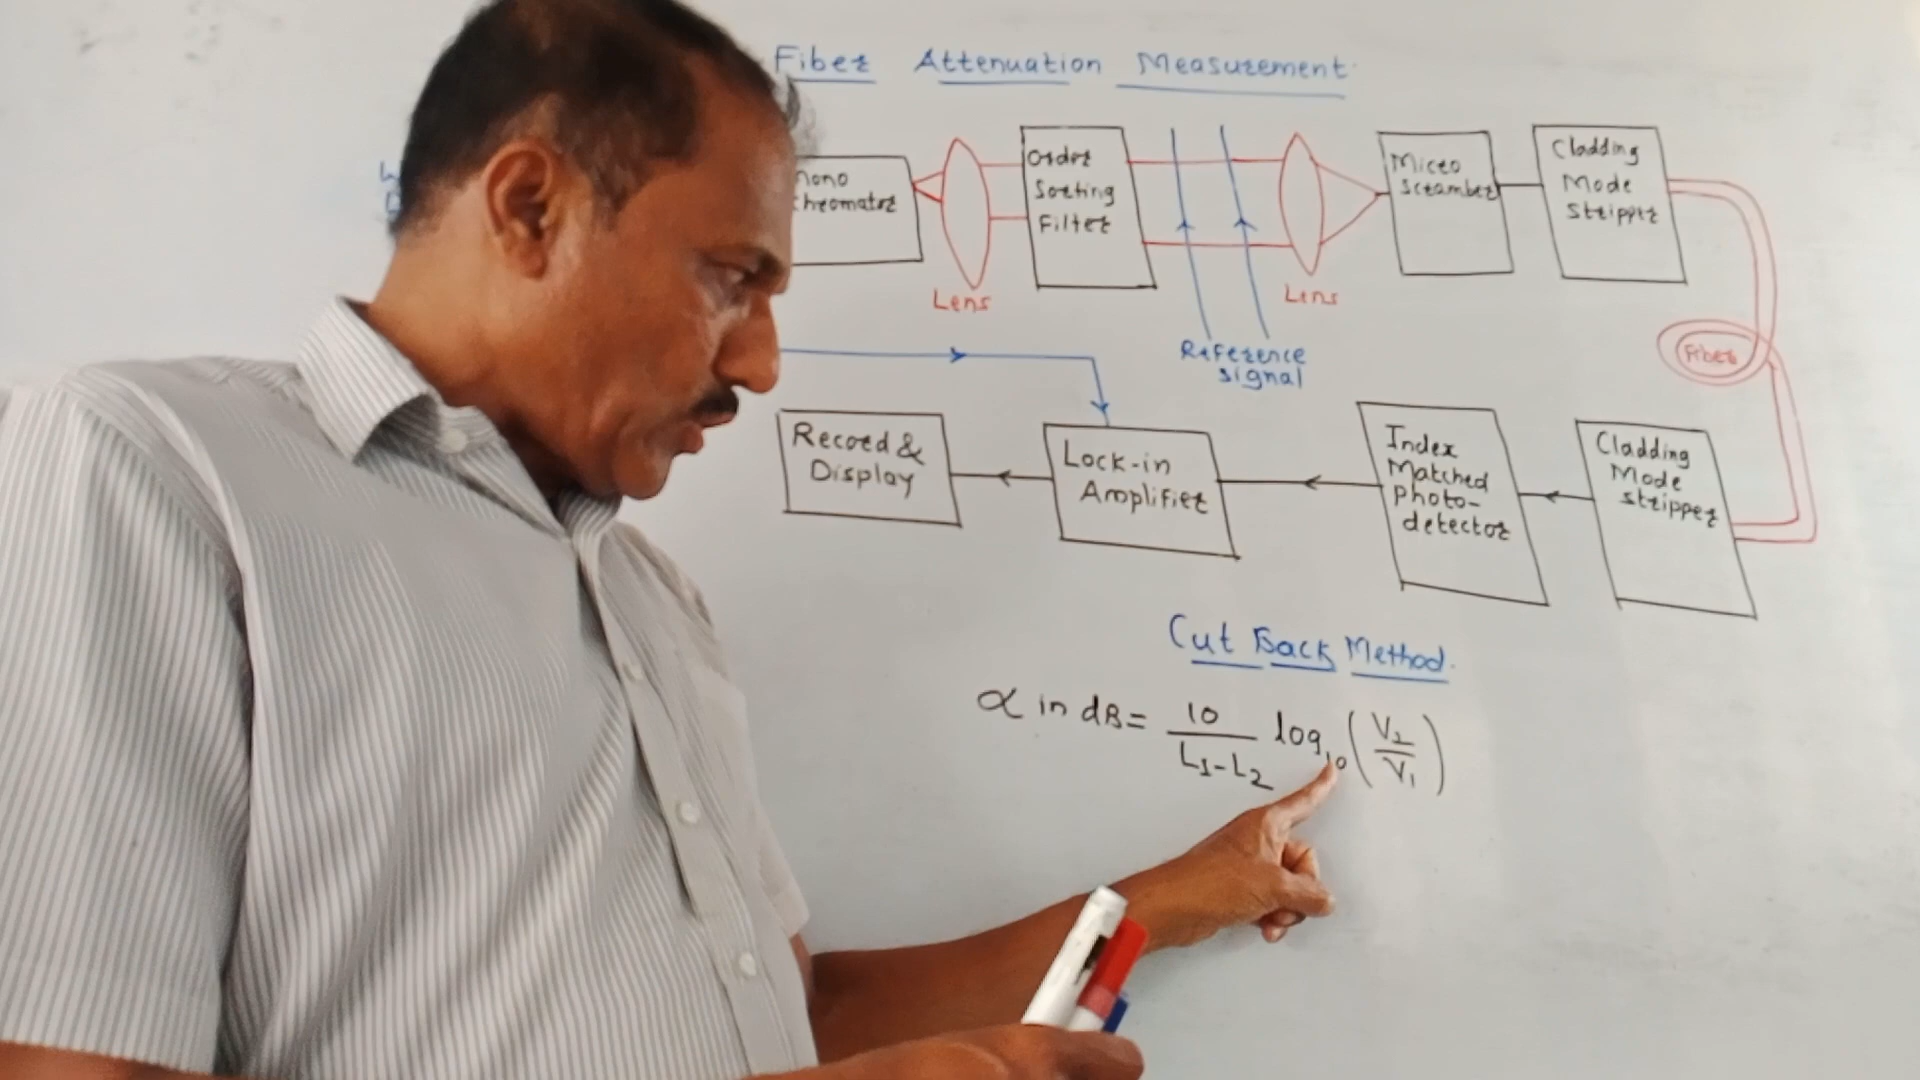 Fiber Attenuation Measurement
Mono
chromator
Order
Sorting
Filter
Micro
Scrambler
Cladding
Mode
Stripper
Lens
Lens
Reference
signal
Fiber
Record &
Display
Lock-in
Amplifier
Index
Matched
Photo-
detector
Cladding
Mode
stripper
Cut Back Method.
α in dB = 10/(L1-L2) log10 (V2/V1)